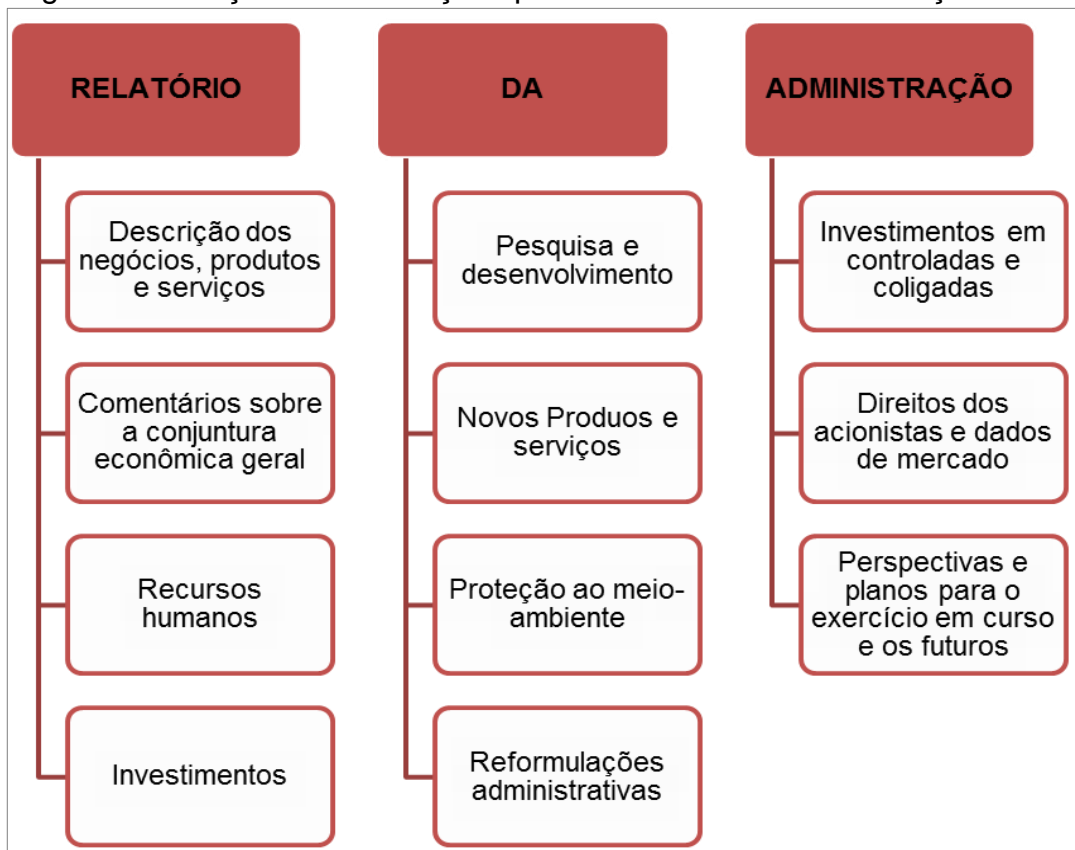 RELATÓRIO
Descrição dos
negócios, produtos
e serviços
Comentários sobre
a conjuntura
econômica geral
Recursos
humanos
Investimentos
DA
Pesquisa e
desenvolvimento
Novos Produos e
serviços
Proteção ao meio-
ambiente
Reformulações
administrativas
ADMINISTRAÇÃO
Investimentos em
controladas e
coligadas
Direitos dos
acionistas e dados
de mercado
Perspectivas e
planos para o
exercício em curso
e os futuros